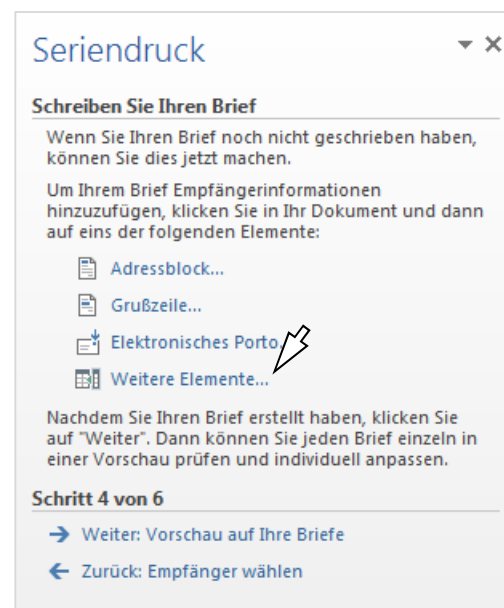 Seriendruck
Schreiben Sie Ihren Brief
Wenn Sie Ihren Brief noch nicht geschrieben haben,
können Sie dies jetzt machen.
Um Ihrem Brief Empfängerinformationen
hinzuzufügen, klicken Sie in Ihr Dokument und dann
auf eins der folgenden Elemente:
Adressblock...
Grußzeile...
Elektronisches Porto...
Weitere Elemente...
Nachdem Sie Ihren Brief erstellt haben, klicken Sie
auf "Weiter". Dann können Sie jeden Brief einzeln in
einer Vorschau prüfen und individuell anpassen.
Schritt 4 von 6
Weiter: Vorschau auf Ihre Briefe
Zurück: Empfänger wählen